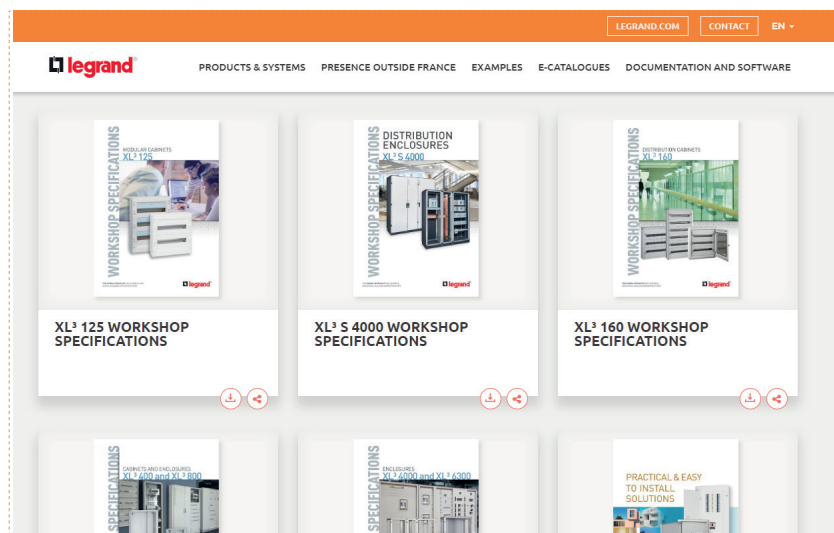 LEGRAND.COM CONTACT EN
legrand
PRODUCTS & SYSTEMS PRESENCE OUTSIDE FRANCE EXAMPLES E-CATALOGUES DOCUMENTATION AND SOFTWARE
WORKSHOP SPECIFICATIONS
MODULAR CABINETS
XL³ 125
legrand
WORKSHOP SPECIFICATIONS
DISTRIBUTION
ENCLOSURES
XL³ S 4000
legrand
WORKSHOP SPECIFICATIONS
DISTRIBUTION CABINETS
XL³ 160
legrand
XL³ 125 WORKSHOP
SPECIFICATIONS
XL³ S 4000 WORKSHOP
SPECIFICATIONS
XL³ 160 WORKSHOP
SPECIFICATIONS
SPECIFICATIONS
CABINETS AND ENCLOSURES
XL³ 400 and XL³ 800
SPECIFICATIONS
ENCLOSURES
XL³ 4000 and XL³ 6300
PRACTICAL & EASY
TO INSTALL
SOLUTIONS